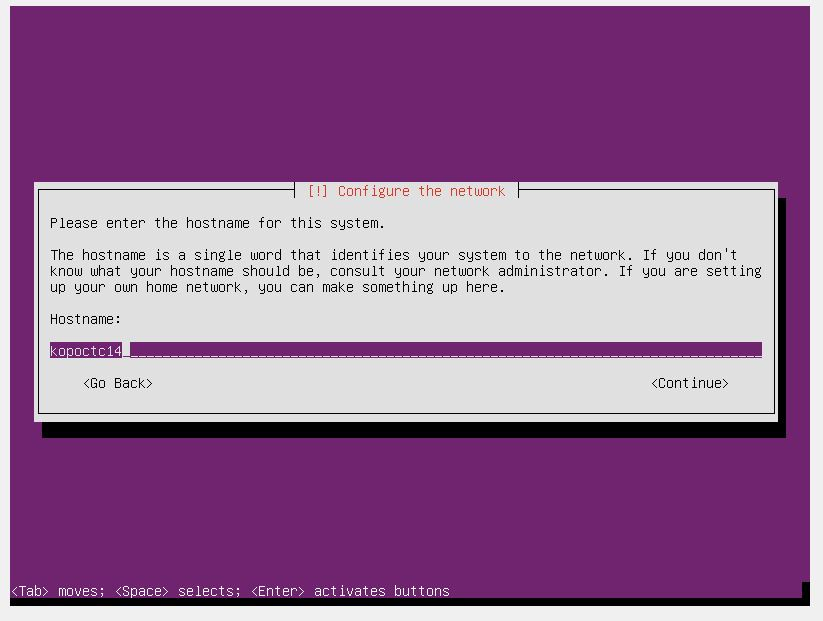 [!] Configure the network
Please enter the hostname for this system.
The hostname is a single word that identifies your system to the network. If you don't
know what your hostname should be, consult your network administrator. If you are setting
up your own home network, you can make something up here.
Hostname:
kopoctc14
<Go Back> <Continue>
<Tab> moves; <Space> selects; <Enter> activates buttons